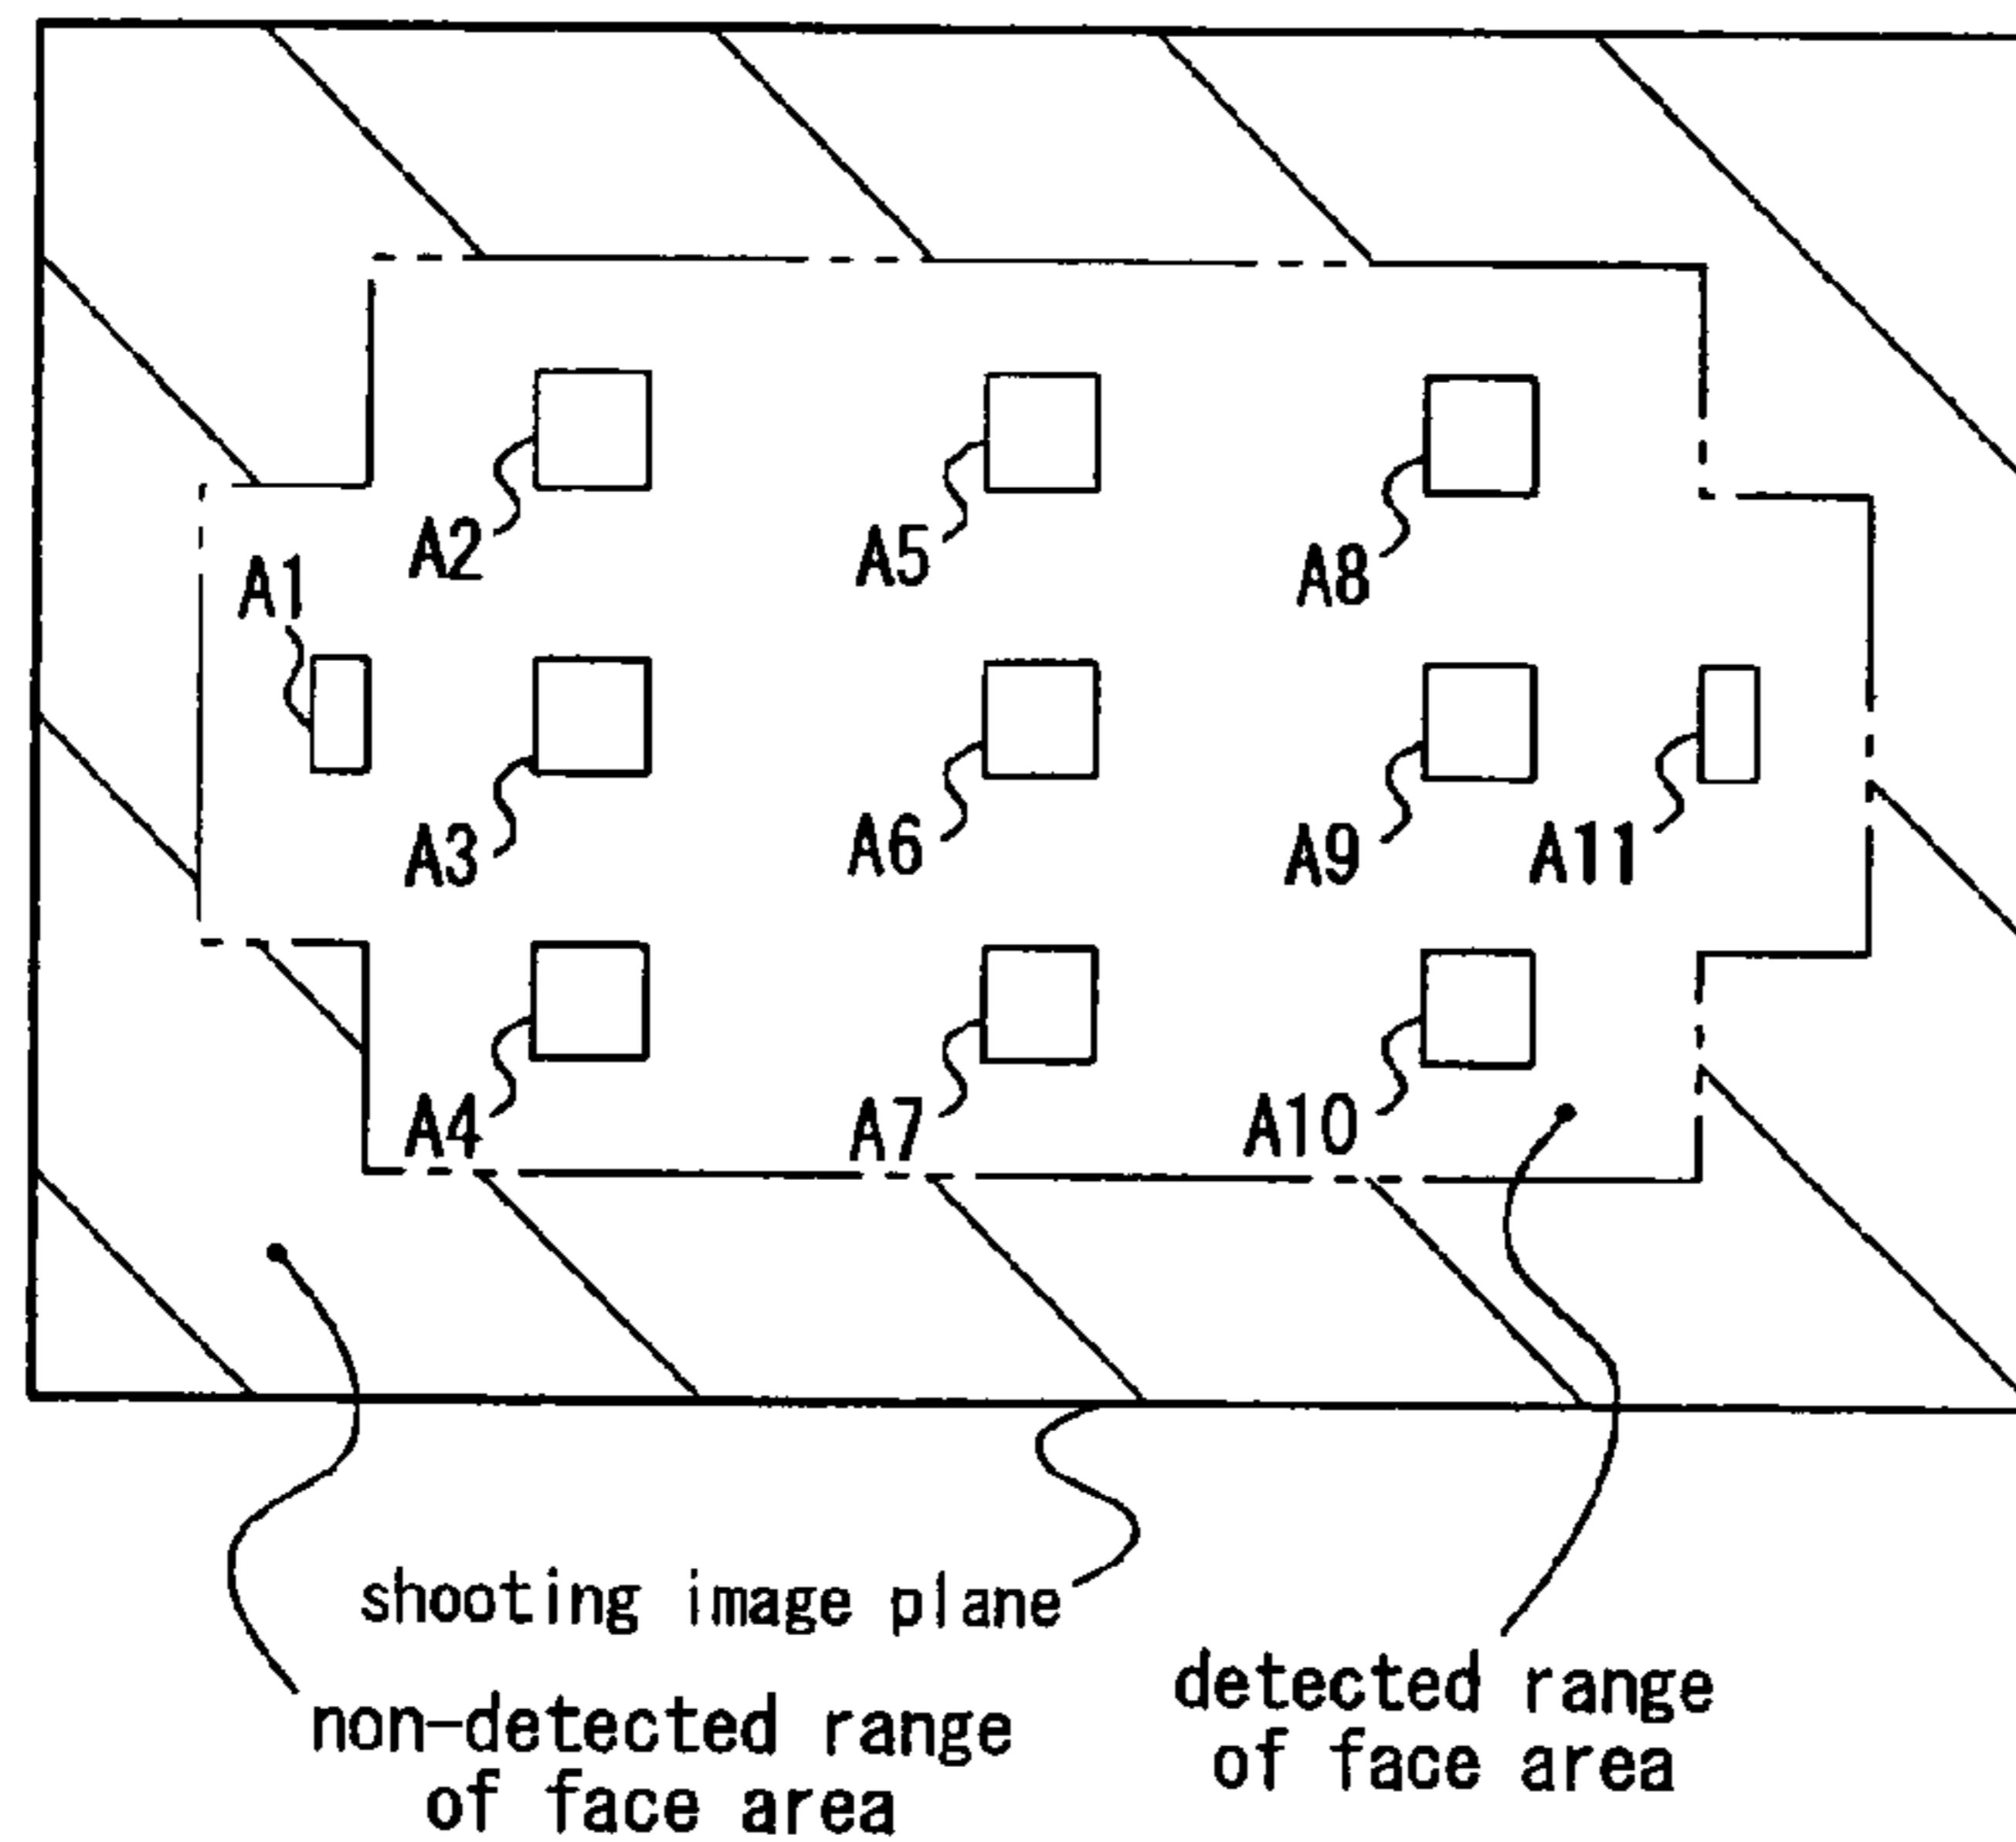 A1
A2
A5
A8
A3
A6
A9
A11
A4
A7
A10
shooting image plane
non-detected range
of face area
detected range
of face area